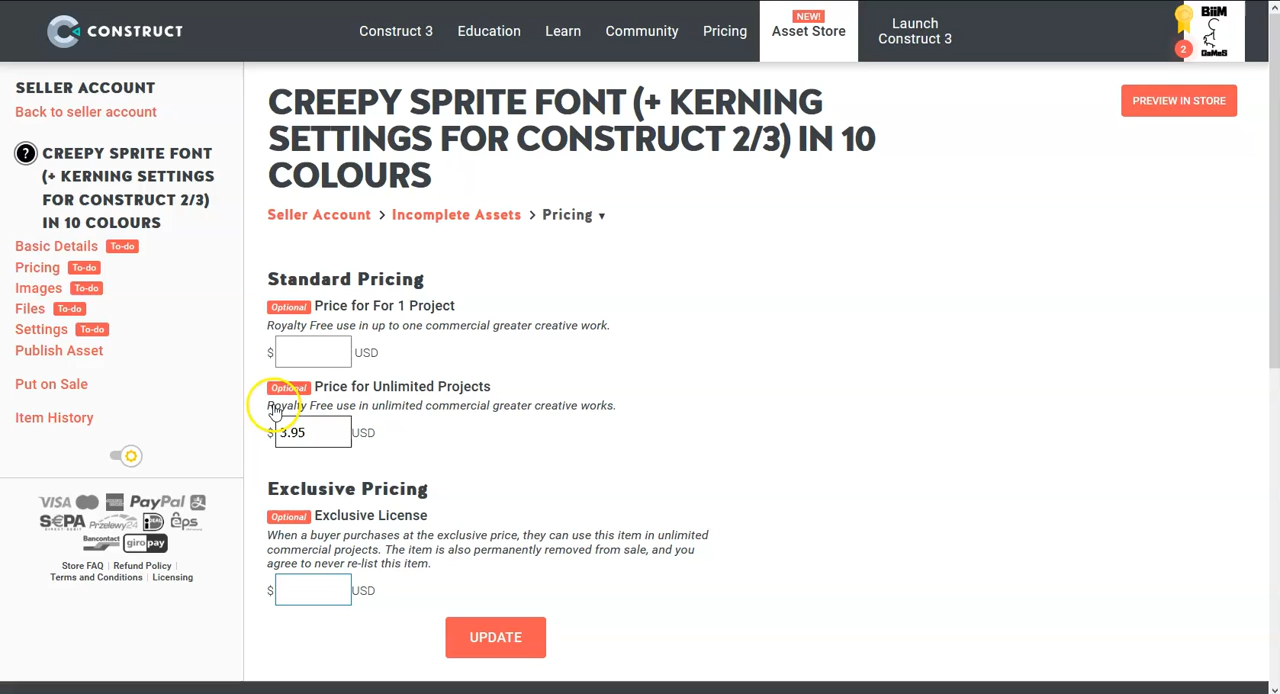 CONSTRUCT
Construct 3
Education
Learn
Community
Pricing
NEW!
Asset Store
Launch
Construct 3
2
BiiM
GaMeS
SELLER ACCOUNT
Back to seller account
? CREEPY SPRITE FONT
(+ KERNING SETTINGS
FOR CONSTRUCT 2/3)
IN 10 COLOURS
Basic Details To-do
Pricing To-do
Images To-do
Files To-do
Settings To-do
Publish Asset
Put on Sale
Item History
VISA PayPal
SEPA Przelewy24 iDEAL eps
Bancontact giropay
Store FAQ | Refund Policy |
Terms and Conditions | Licensing
CREEPY SPRITE FONT (+ KERNING
SETTINGS FOR CONSTRUCT 2/3) IN 10
COLOURS
PREVIEW IN STORE
Seller Account > Incomplete Assets > Pricing ▼
Standard Pricing
Optional Price for For 1 Project
Royalty Free use in up to one commercial greater creative work.
$ USD
Optional Price for Unlimited Projects
Royalty Free use in unlimited commercial greater creative works.
$ 3.95 USD
Exclusive Pricing
Optional Exclusive License
When a buyer purchases at the exclusive price, they can use this item in unlimited
commercial projects. The item is also permanently removed from sale, and you
agree to never re-list this item.
$ USD
UPDATE